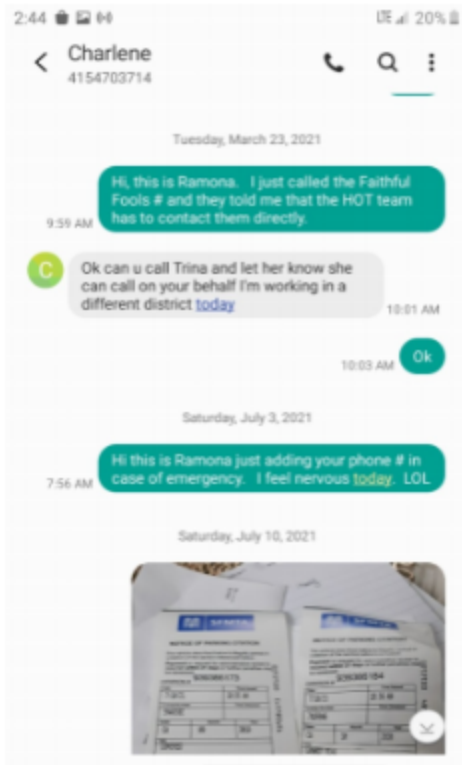 2:44
LTE 20%
Charlene
4154703714
Tuesday, March 23, 2021
Hi, this is Ramona. I just called the Faithful
Fools # and they told me that the HOT team
has to contact them directly.
9:59 AM
C
Ok can u call Trina and let her know she
can call on your behalf I'm working in a
different district today
10:01 AM
Ok
10:03 AM
Saturday, July 3, 2021
Hi this is Ramona just adding your phone # in
case of emergency. I feel nervous today. LOL
7:56 AM
Saturday, July 10, 2021
SFMTA
NOTICE OF PARKING CITATION
NOTICE OF PARKING CITATION